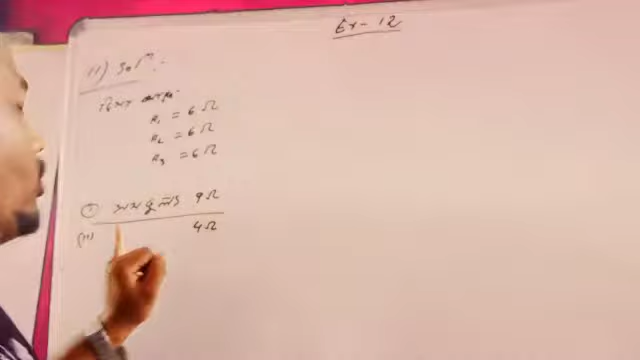 Ex - 12
11) Solⁿ:
R₁ = 6 Ω
R₂ = 6 Ω
R₃ = 6 Ω
(i) 9 Ω
(ii) 4 Ω